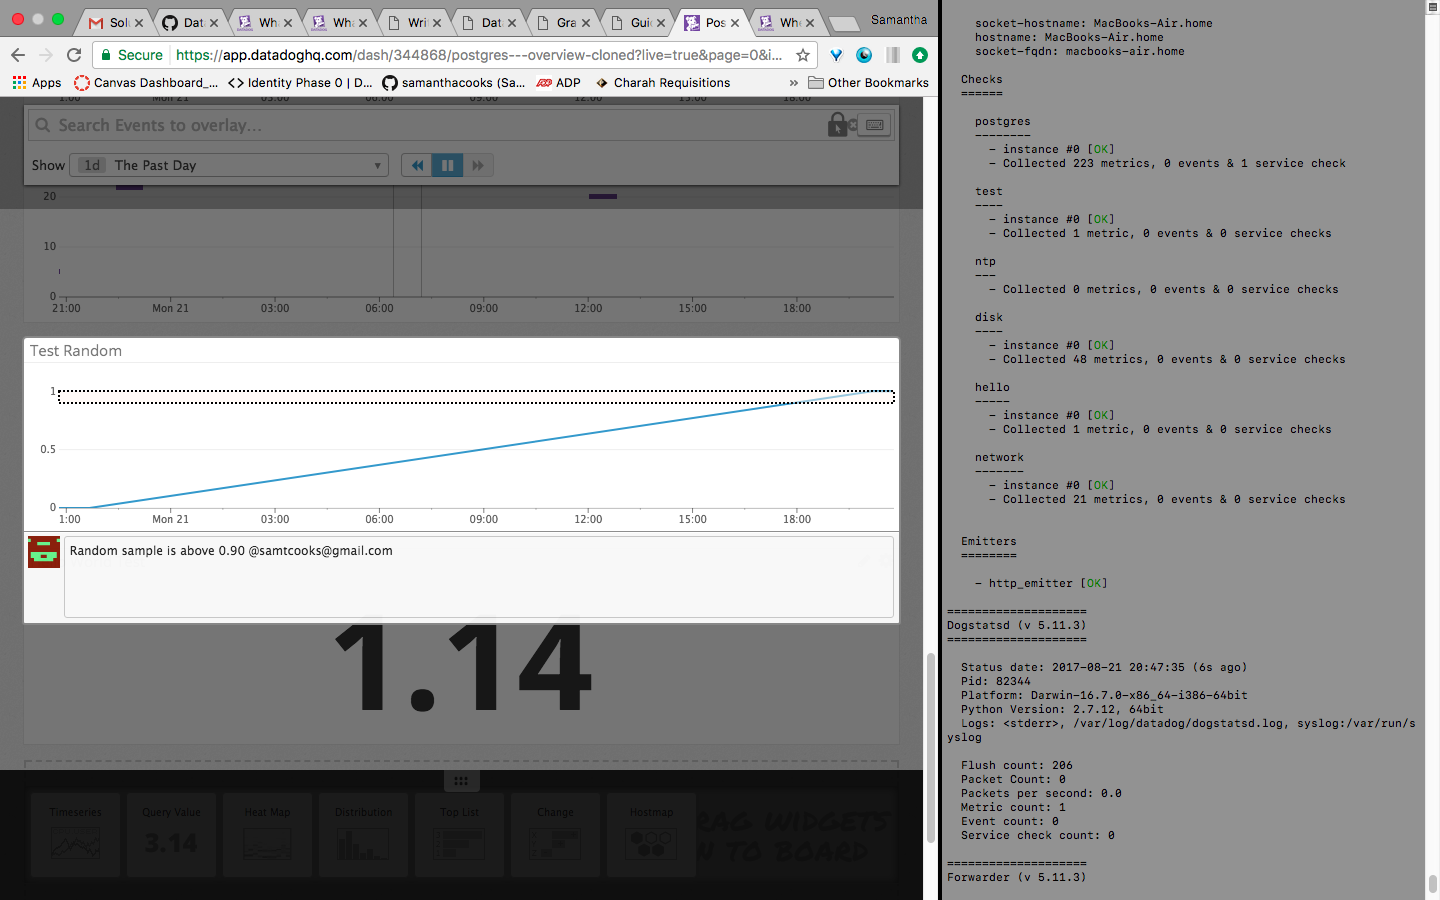 Solu
Data
Wha
Wha
Writ
Data
Gra
Guid
Pos
Whe
Samantha
Secure
https://app.datadoghq.com/dash/344868/postgres---overview-cloned?live=true&page=0&i...
Apps
Canvas Dashboard_...
Identity Phase 0 | D...
samanthacooks (Sa...
ADP
Charah Requisitions
»
Other Bookmarks
Search Events to overlay...
Show
1d
The Past Day
20
10
0
21:00
Mon 21
03:00
06:00
09:00
12:00
15:00
18:00
Test Random
1
0.5
0
1:00
Mon 21
03:00
06:00
09:00
12:00
15:00
18:00
Random sample is above 0.90 @samtcooks@gmail.com
1.14
Timeseries
Query Value
3.14
Heat Map
Distribution
Top List
Change
Hostmap
RAG WIDGETS
N TO BOARD
socket-hostname: MacBooks-Air.home
hostname: MacBooks-Air.home
socket-fqdn: macbooks-air.home
Checks
======
postgres
--------
- instance #0 [OK]
- Collected 223 metrics, 0 events & 1 service check
test
----
- instance #0 [OK]
- Collected 1 metric, 0 events & 0 service checks
ntp
---
- Collected 0 metrics, 0 events & 0 service checks
disk
----
- instance #0 [OK]
- Collected 48 metrics, 0 events & 0 service checks
hello
-----
- instance #0 [OK]
- Collected 1 metric, 0 events & 0 service checks
network
-------
- instance #0 [OK]
- Collected 21 metrics, 0 events & 0 service checks
Emitters
========
- http_emitter [OK]
====================
Dogstatsd (v 5.11.3)
====================
Status date: 2017-08-21 20:47:35 (6s ago)
Pid: 82344
Platform: Darwin-16.7.0-x86_64-i386-64bit
Python Version: 2.7.12, 64bit
Logs: <stderr>, /var/log/datadog/dogstatsd.log, syslog:/var/run/s
yslog
Flush count: 206
Packet Count: 0
Packets per second: 0.0
Metric count: 1
Event count: 0
Service check count: 0
====================
Forwarder (v 5.11.3)